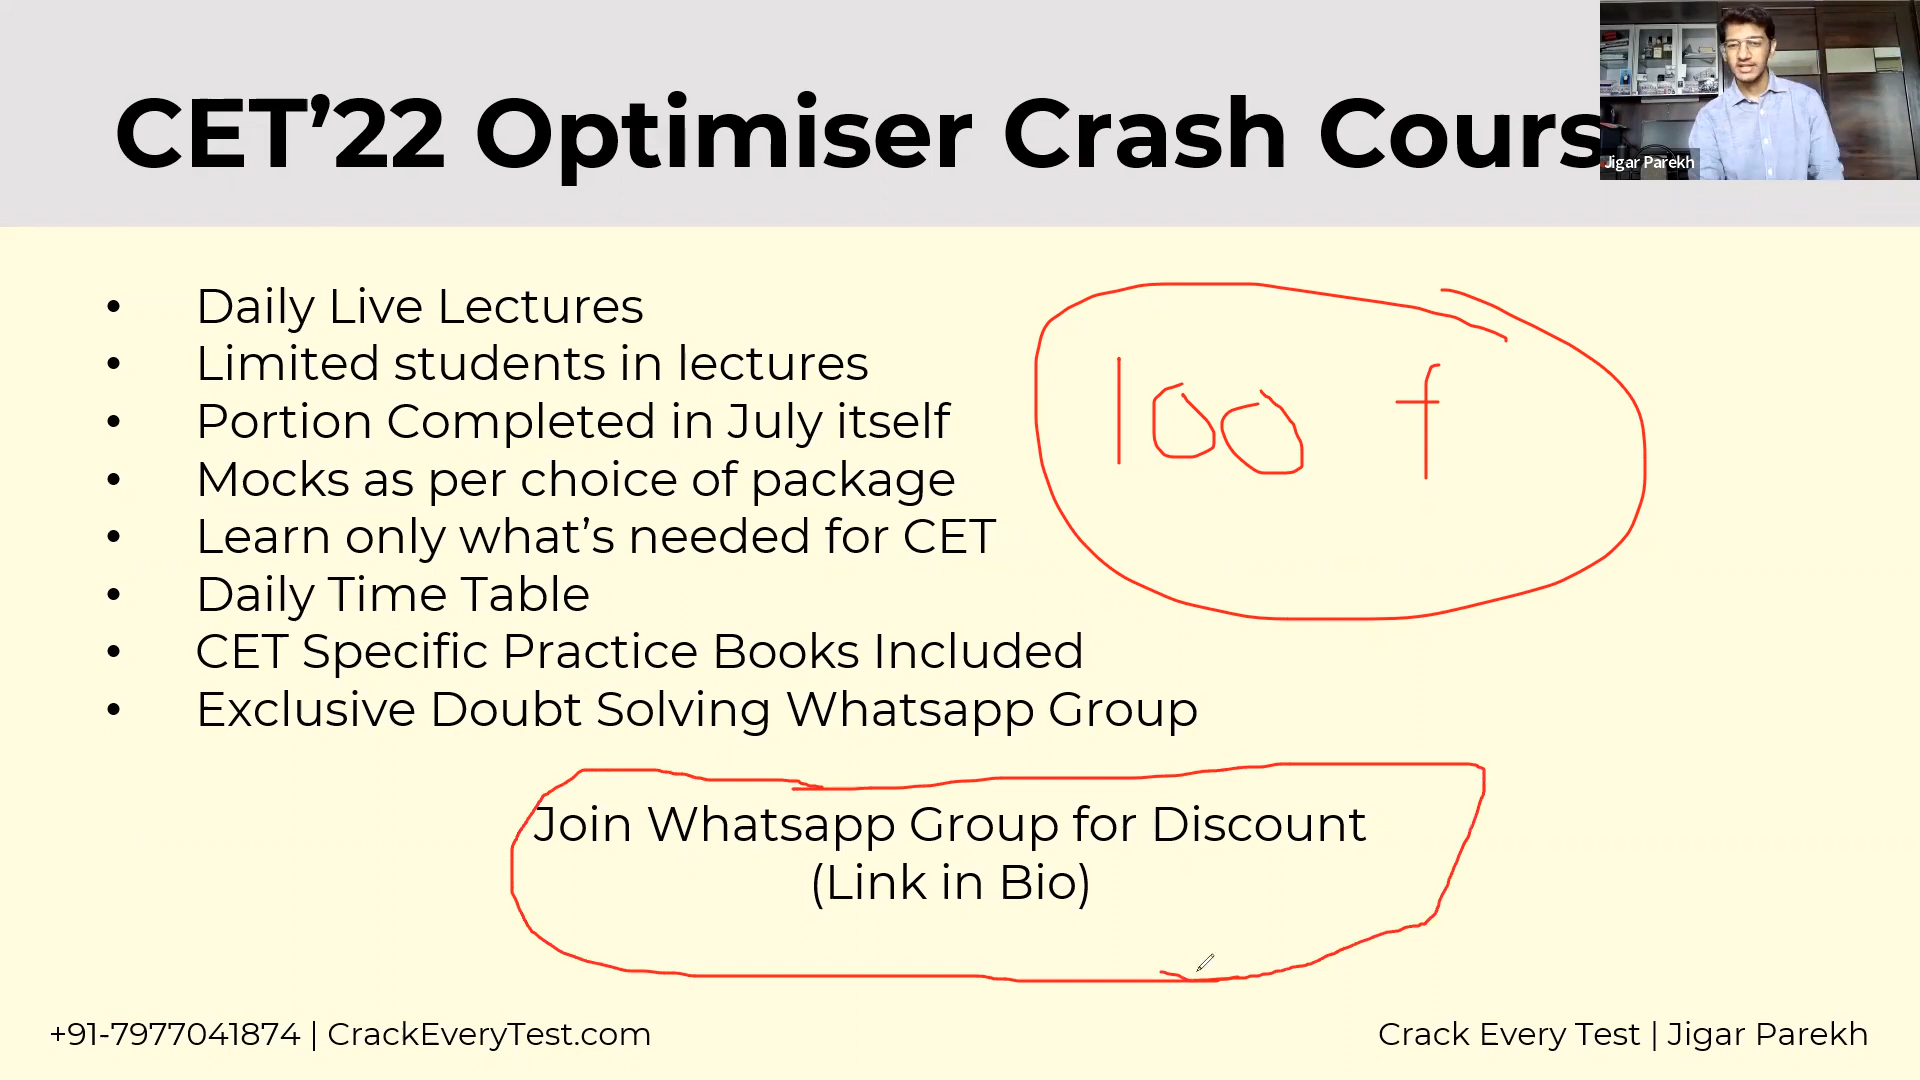 CET’22 Optimiser Crash Cours
Jigar Parekh
• Daily Live Lectures
• Limited students in lectures
• Portion Completed in July itself
• Mocks as per choice of package
• Learn only what’s needed for CET
• Daily Time Table
• CET Specific Practice Books Included
• Exclusive Doubt Solving Whatsapp Group
100 f
Join Whatsapp Group for Discount
(Link in Bio)
+91-7977041874 | CrackEveryTest.com
Crack Every Test | Jigar Parekh